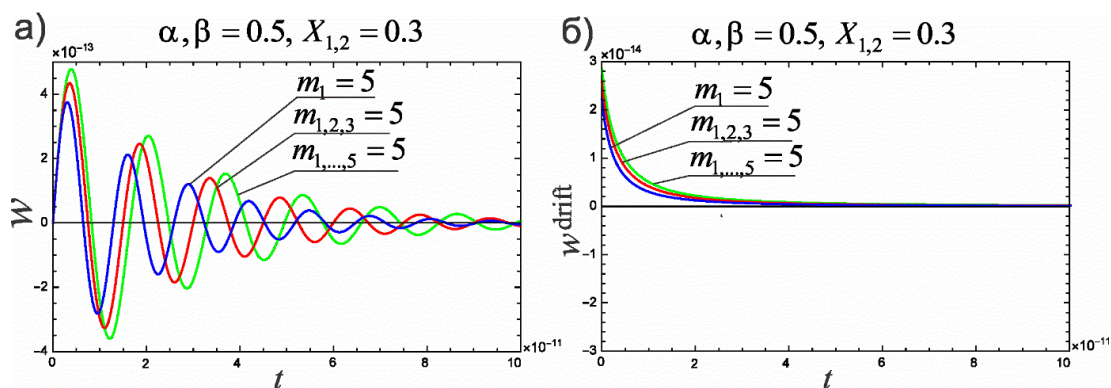 а)
α, β = 0.5, X₁,₂ = 0.3
×10⁻¹³
4
2
0
−2
−4
w
m₁ = 5
m₁,₂,₃ = 5
m₁,...,₅ = 5
0 2 4 6 8 10
×10⁻¹¹
t
б)
α, β = 0.5, X₁,₂ = 0.3
×10⁻¹⁴
3
2
1
0
−1
−2
−3
w^drift
m₁ = 5
m₁,₂,₃ = 5
m₁,...,₅ = 5
0 2 4 6 8 10
×10⁻¹¹
t